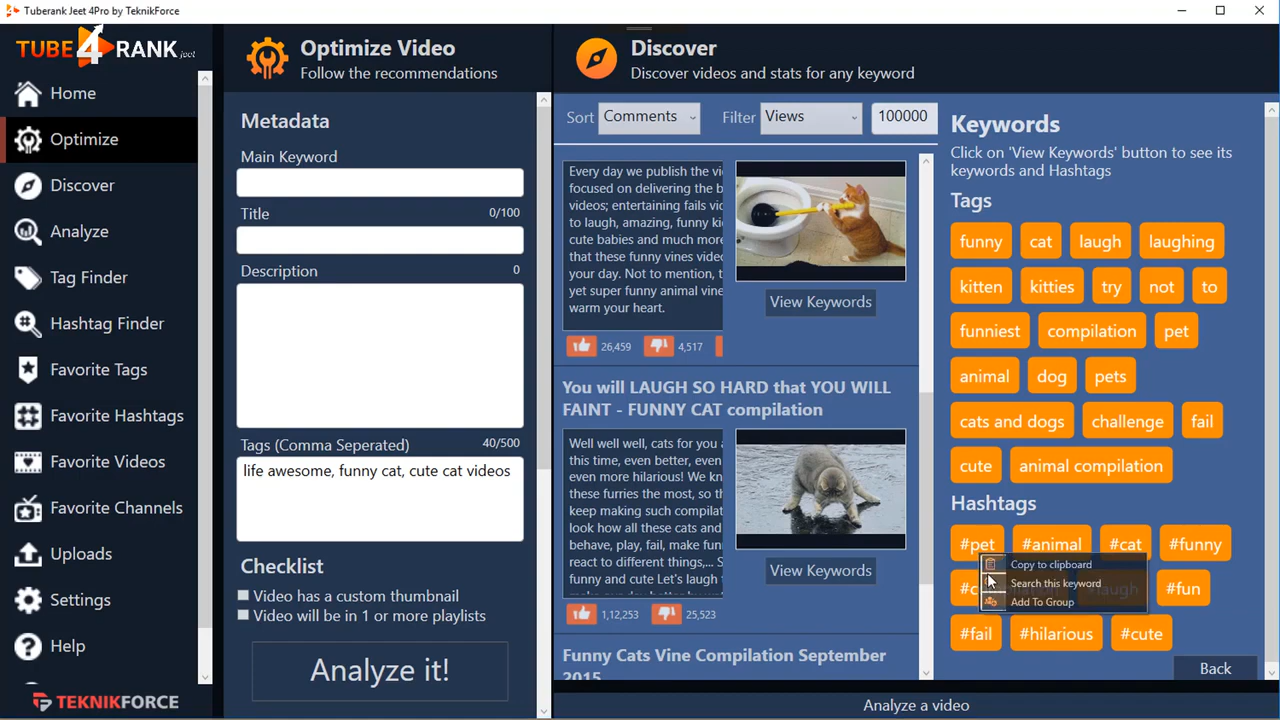 Tuberank Jeet 4Pro by TeknikForce
TUBE 4 RANK jeet
Home
Optimize
Discover
Analyze
Tag Finder
Hashtag Finder
Favorite Tags
Favorite Hashtags
Favorite Videos
Favorite Channels
Uploads
Settings
Help
TEKNIKFORCE
Optimize Video
Follow the recommendations
Metadata
Main Keyword
Title 0/100
Description 0
Tags (Comma Seperated) 40/500
life awesome, funny cat, cute cat videos
Checklist
Video has a custom thumbnail
Video will be in 1 or more playlists
Analyze it!
Discover
Discover videos and stats for any keyword
Sort Comments Filter Views 100000
Every day we publish the vi
focused on delivering the b
videos; entertaining fails vid
to laugh, amazing, funny ki
cute babies and much more
that these funny vines video
your day. Not to mention, t
yet super funny animal vine
warm your heart.
View Keywords
26,459 4,517
You will LAUGH SO HARD that YOU WILL
FAINT - FUNNY CAT compilation
Well well well, cats for you a
this time, even better, even
even more hilarious! We kn
these furries the most, so th
keep making such compilat
look how all these cats and
behave, play, fail, make fun
react to different things,... S
funny and cute Let's laugh
View Keywords
1,12,253 25,523
Funny Cats Vine Compilation September
2015
Keywords
Click on 'View Keywords' button to see its
keywords and Hashtags
Tags
funny cat laugh laughing
kitten kitties try not to
funniest compilation pet
animal dog pets
cats and dogs challenge fail
cute animal compilation
Hashtags
#pet #animal #cat #funny
Copy to clipboard
Search this keyword
Add To Group
#c #laugh #fun
#fail #hilarious #cute
Back
Analyze a video